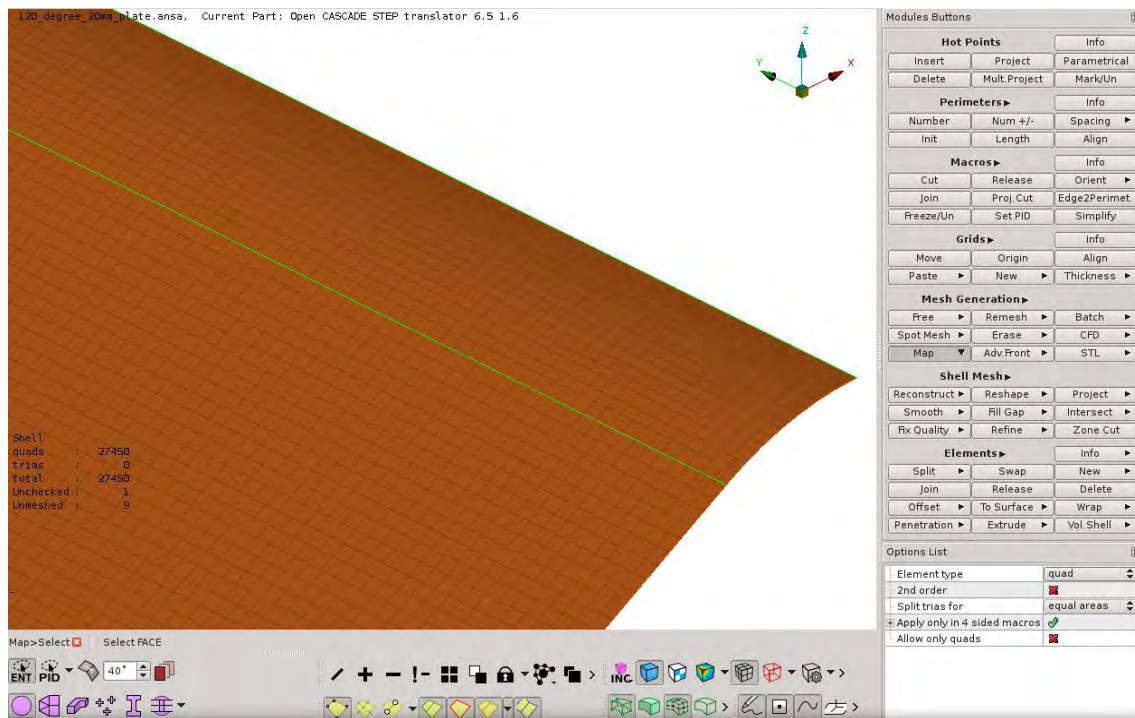 120_degree_20mm_plate.ansa, Current Part: Open CASCADE STEP translator 6.5 1.6
Z
Y
X
Shell
quads : 27450
trias : 0
total : 27450
Unchecked : 1
Unmeshed : 9
Modules Buttons
Hot Points Info
Insert Project Parametrical
Delete Mult.Project Mark/Un
Perimeters Info
Number Num +/- Spacing
Init Length Align
Macros Info
Cut Release Orient
Join Proj.Cut Edge2Perimet.
Freeze/Un Set PID Simplify
Grids Info
Move Origin Align
Paste New Thickness
Mesh Generation
Free Remesh Batch
Spot Mesh Erase CFD
Map Adv.Front STL
Shell Mesh
Reconstruct Reshape Project
Smooth Fill Gap Intersect
Fix Quality Refine Zone Cut
Elements Info
Split Swap New
Join Release Delete
Offset To Surface Wrap
Penetration Extrude Vol.Shell
Options List
Element type quad
2nd order
Split trias for equal areas
Apply only in 4 sided macros
Allow only quads
Map>Select Select FACE
ENT PID 40° INC